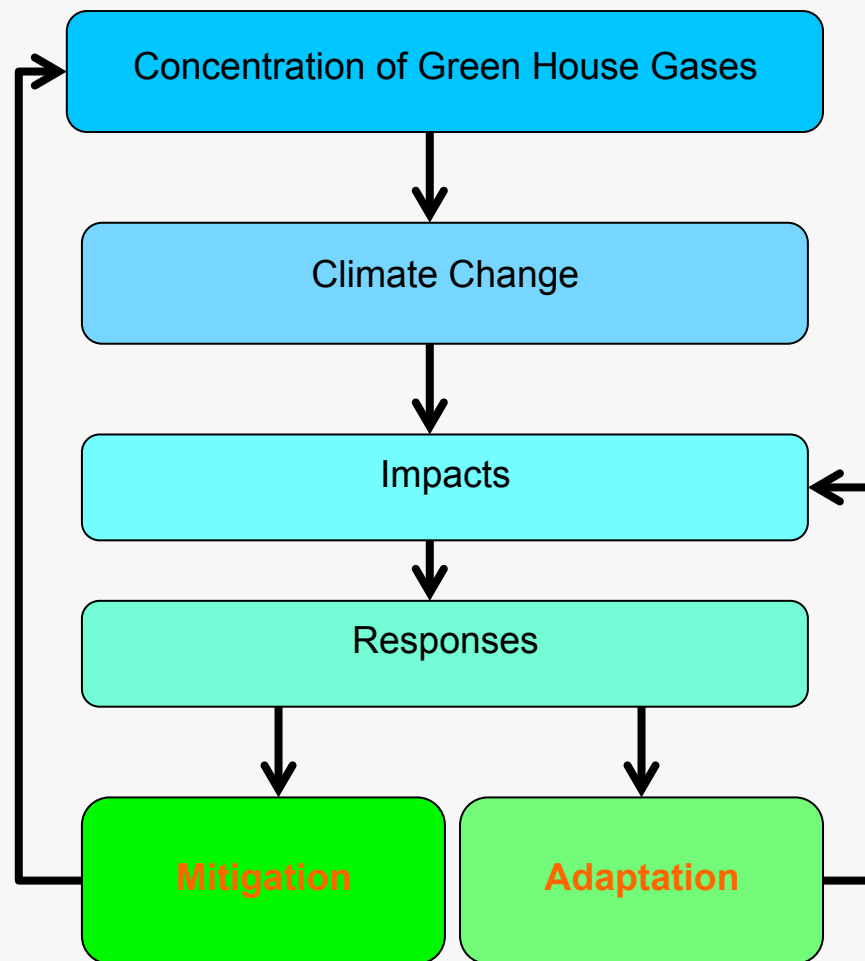 Concentration of Green House Gases
Climate Change
Impacts
Responses
Mitigation
Adaptation